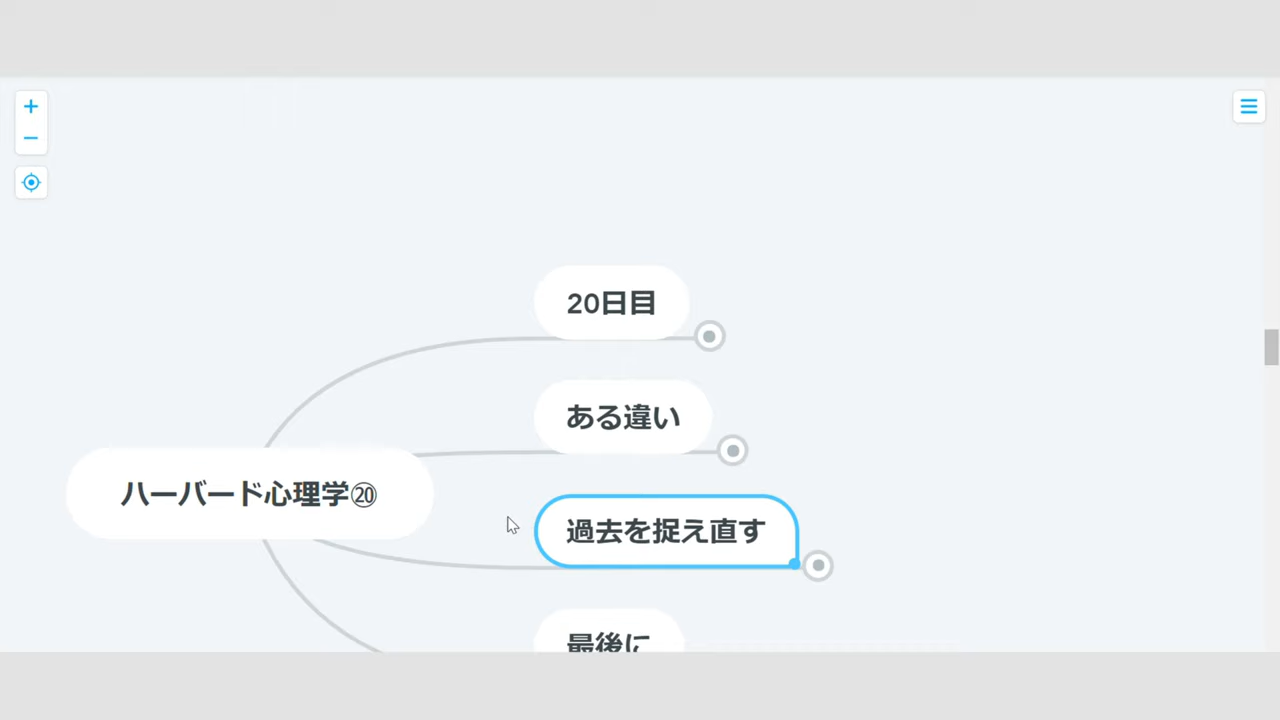 20日目
ある違い
ハーバード心理学⑳
過去を捉え直す
最後に